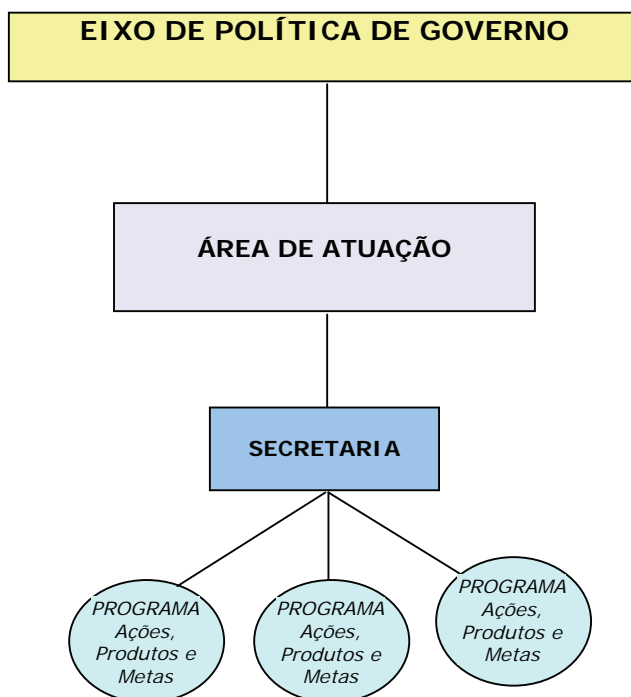 EIXO DE POLÍTICA DE GOVERNO
ÁREA DE ATUAÇÃO
SECRETARIA
PROGRAMA
Ações,
Produtos e
Metas
PROGRAMA
Ações,
Produtos e
Metas
PROGRAMA
Ações,
Produtos e
Metas